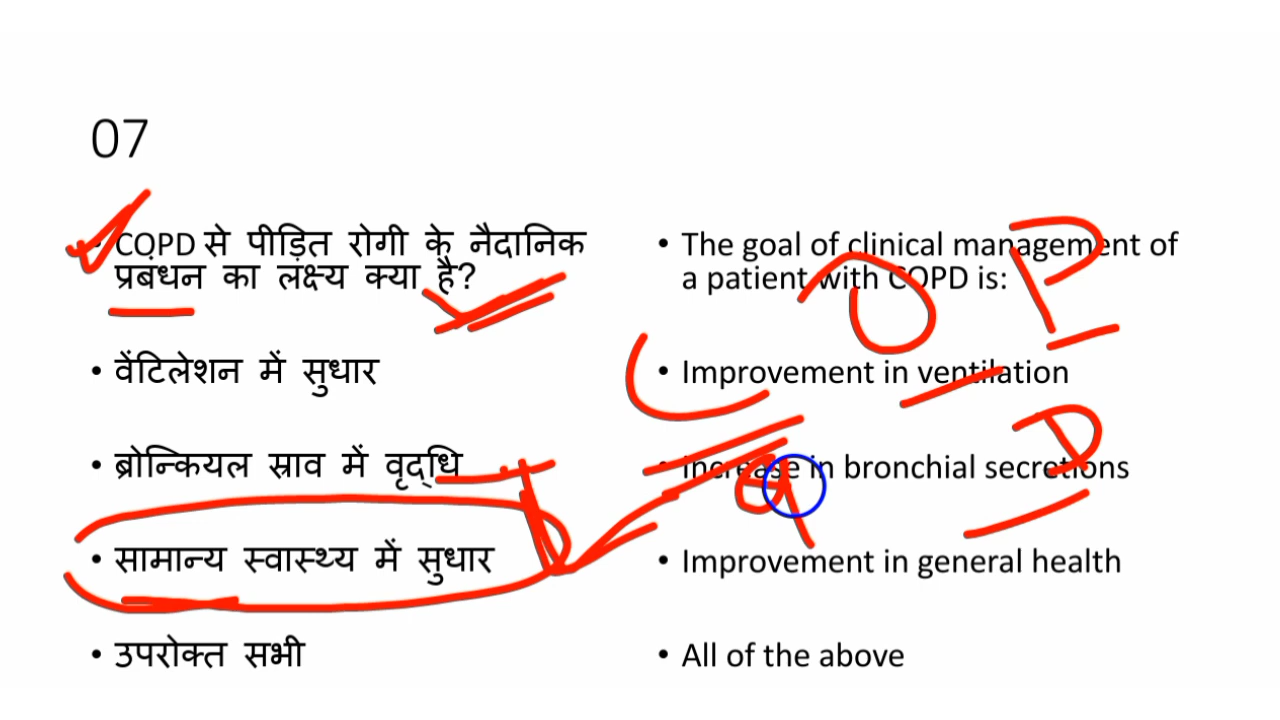 07
• COPD से पीड़ित रोगी के नैदानिक
प्रबंधन का लक्ष्य क्या है?
• वेंटिलेशन में सुधार
• ब्रोन्कियल स्राव में वृद्धि
• सामान्य स्वास्थ्य में सुधार
• उपरोक्त सभी
• The goal of clinical management of
a patient with COPD is:
• Improvement in ventilation
• Increase in bronchial secretions
• Improvement in general health
• All of the above
C O P D